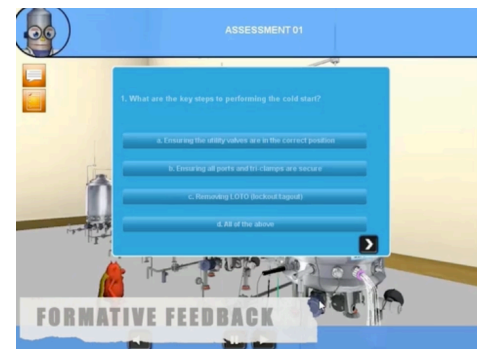 ASSESSMENT 01
1. What are the key steps to performing the cold start?
a. Ensuring the utility valves are in the correct position
b. Ensuring all ports and tri-clamps are secure
c. Removing LOTO (lockout/tagout)
d. All of the above
FORMATIVE FEEDBACK